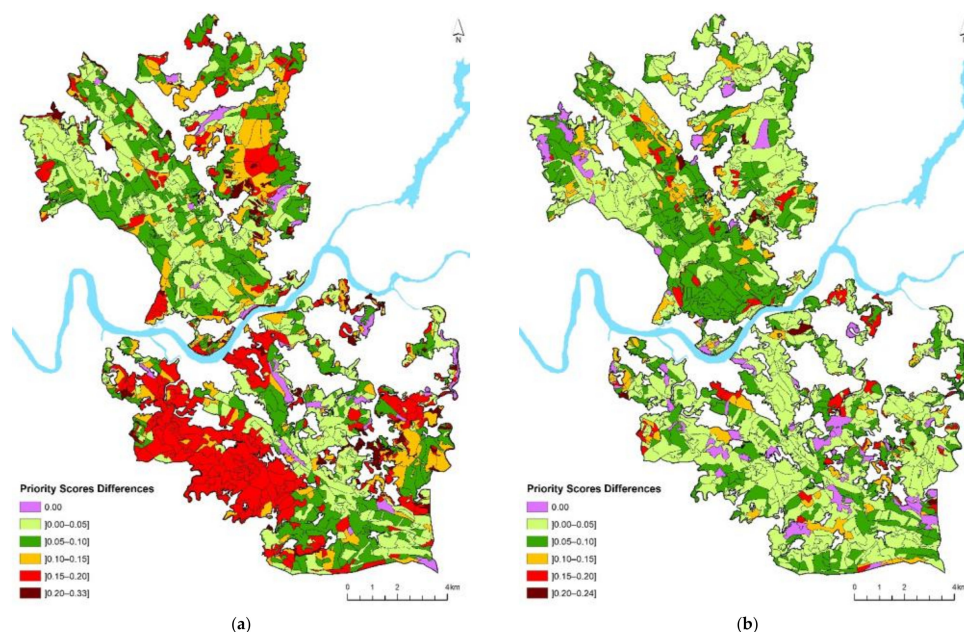 N
N
Priority Scores Differences
0.00
]0.00–0.05]
]0.05–0.10]
]0.10–0.15]
]0.15–0.20]
]0.20–0.33]
0 1 2 4km
Priority Scores Differences
0.00
]0.00–0.05]
]0.05–0.10]
]0.10–0.15]
]0.15–0.20]
]0.20–0.24]
0 1 2 4km
(a)
(b)